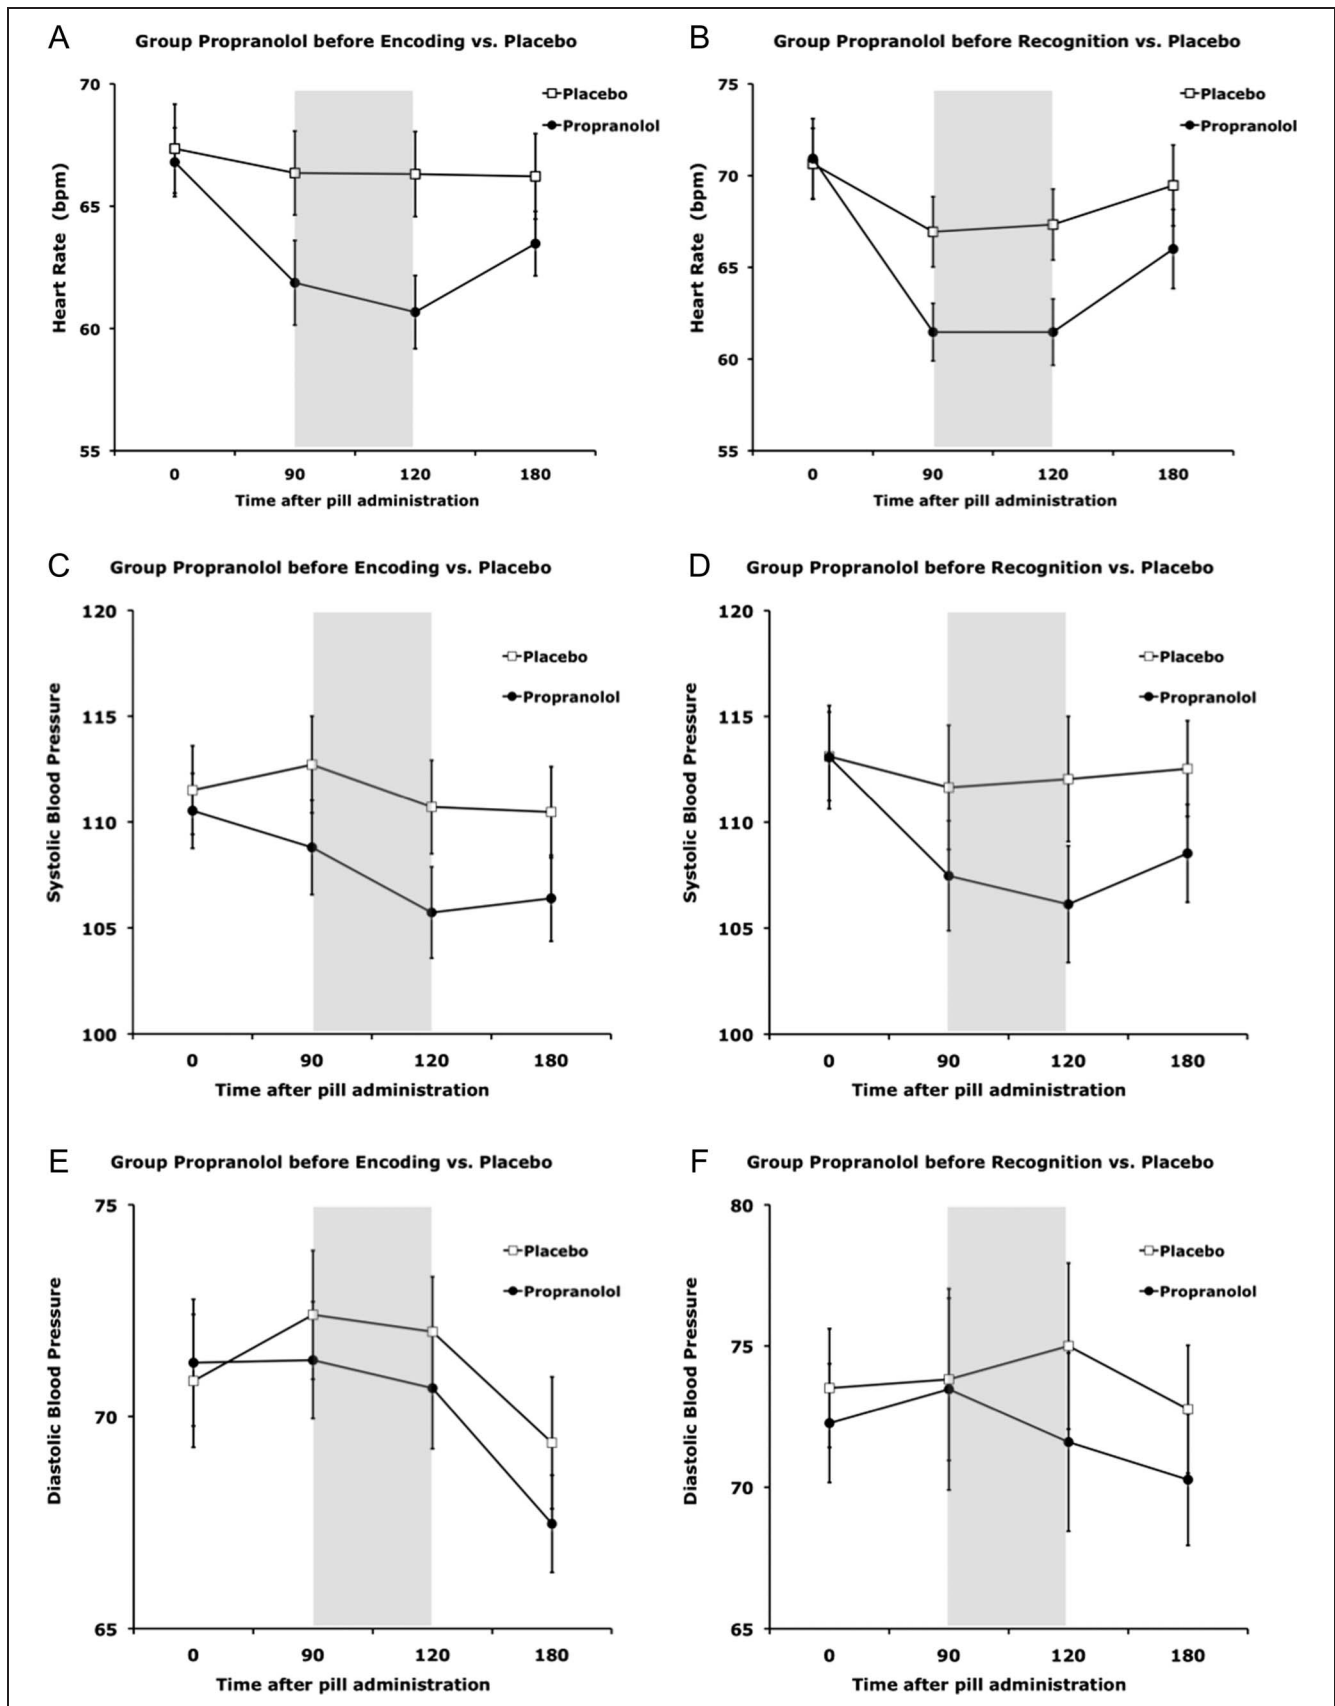 A
Group Propranolol before Encoding vs. Placebo
70
65
60
55
Heart Rate (bpm)
Placebo
Propranolol
0 90 120 180
Time after pill administration
B
Group Propranolol before Recognition vs. Placebo
75
70
65
60
55
Heart Rate (bpm)
Placebo
Propranolol
0 90 120 180
Time after pill administration
C
Group Propranolol before Encoding vs. Placebo
120
115
110
105
100
Systolic Blood Pressure
Placebo
Propranolol
0 90 120 180
Time after pill administration
D
Group Propranolol before Recognition vs. Placebo
120
115
110
105
100
Systolic Blood Pressure
Placebo
Propranolol
0 90 120 180
Time after pill administration
E
Group Propranolol before Encoding vs. Placebo
75
70
65
Diastolic Blood Pressure
Placebo
Propranolol
0 90 120 180
Time after pill administration
F
Group Propranolol before Recognition vs. Placebo
80
75
70
65
Diastolic Blood Pressure
Placebo
Propranolol
0 90 120 180
Time after pill administration